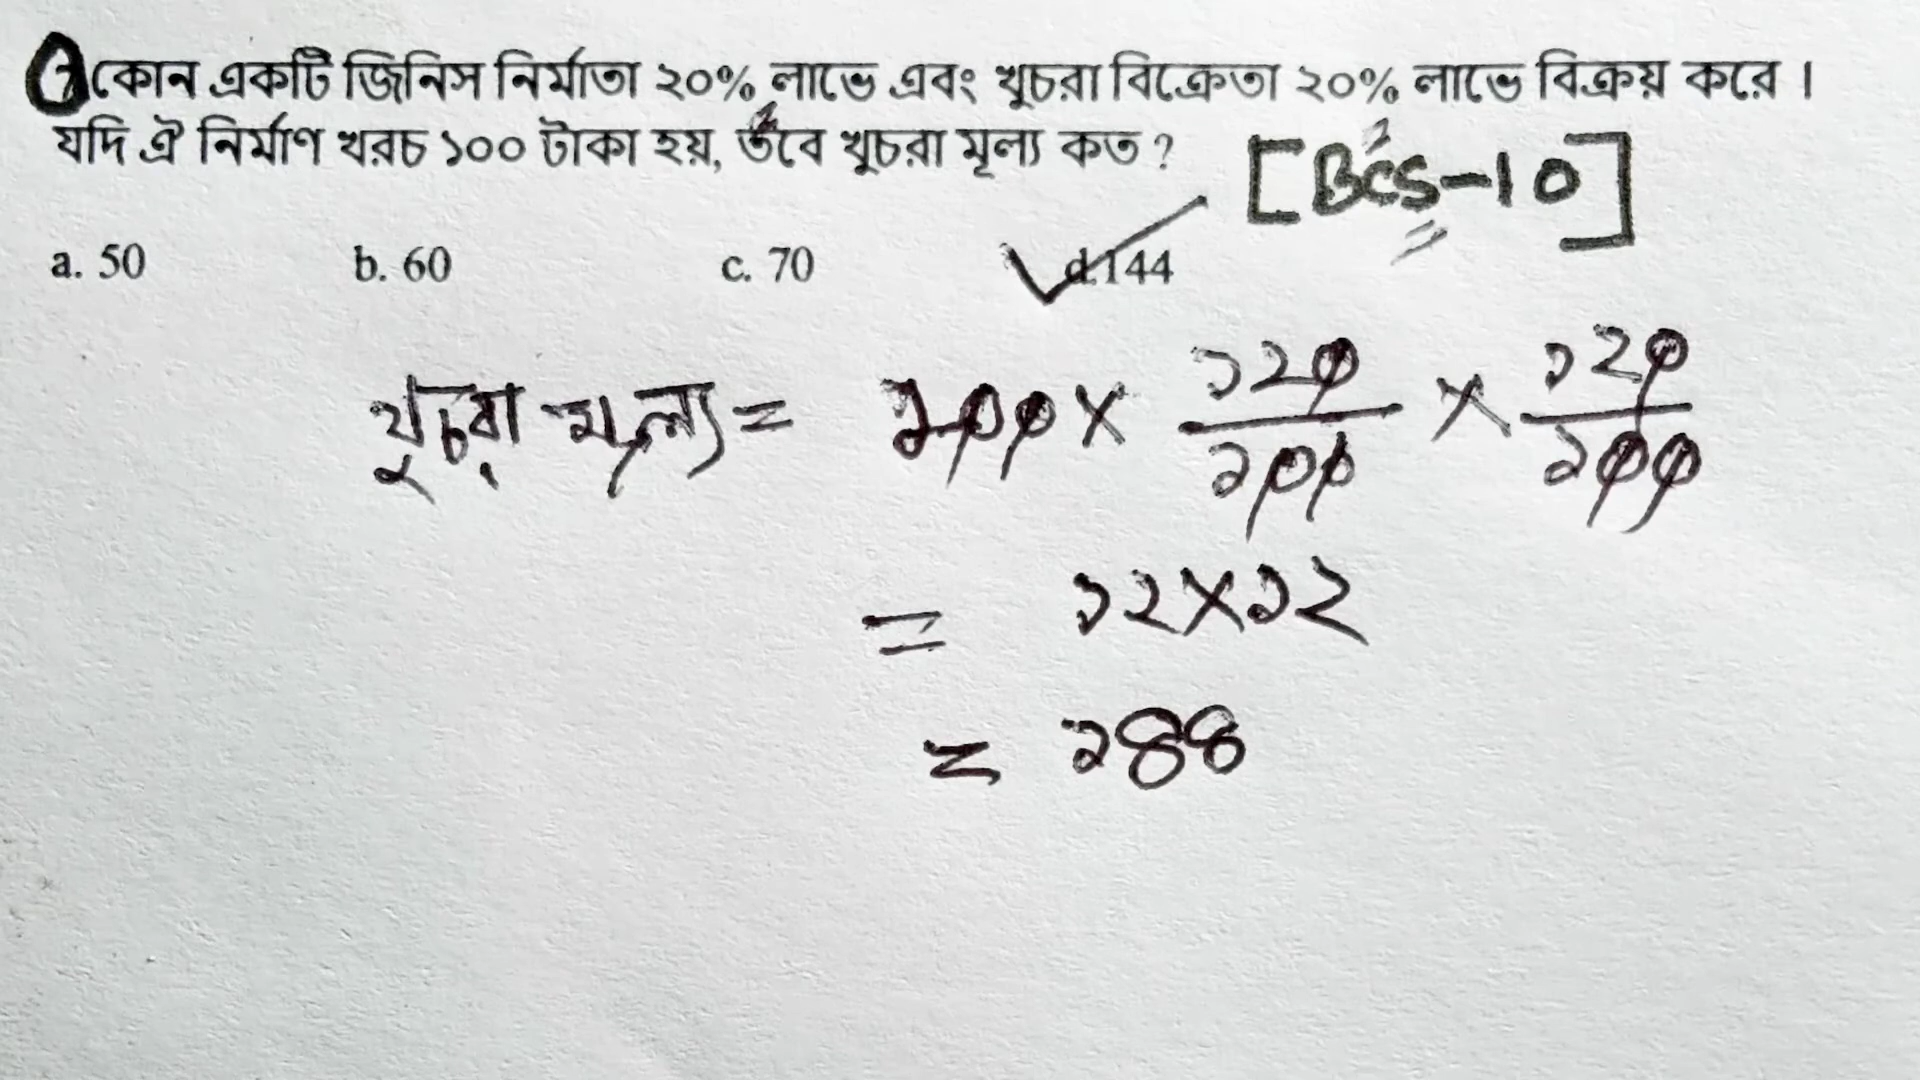 কোন একটি জিনিস নির্মাতা ২০% লাভে এবং খুচরা বিক্রেতা ২০% লাভে বিক্রয় করে।
যদি ঐ নির্মাণ খরচ ১০০ টাকা হয়, তবে খুচরা মূল্য কত?
[BCS-10]
a. 50 b. 60 c. 70 d. 144
খুচরা মূল্য = ১০০ × ১২০/১০০ × ১২০/১০০
= ১২×১২
= ১৪৪